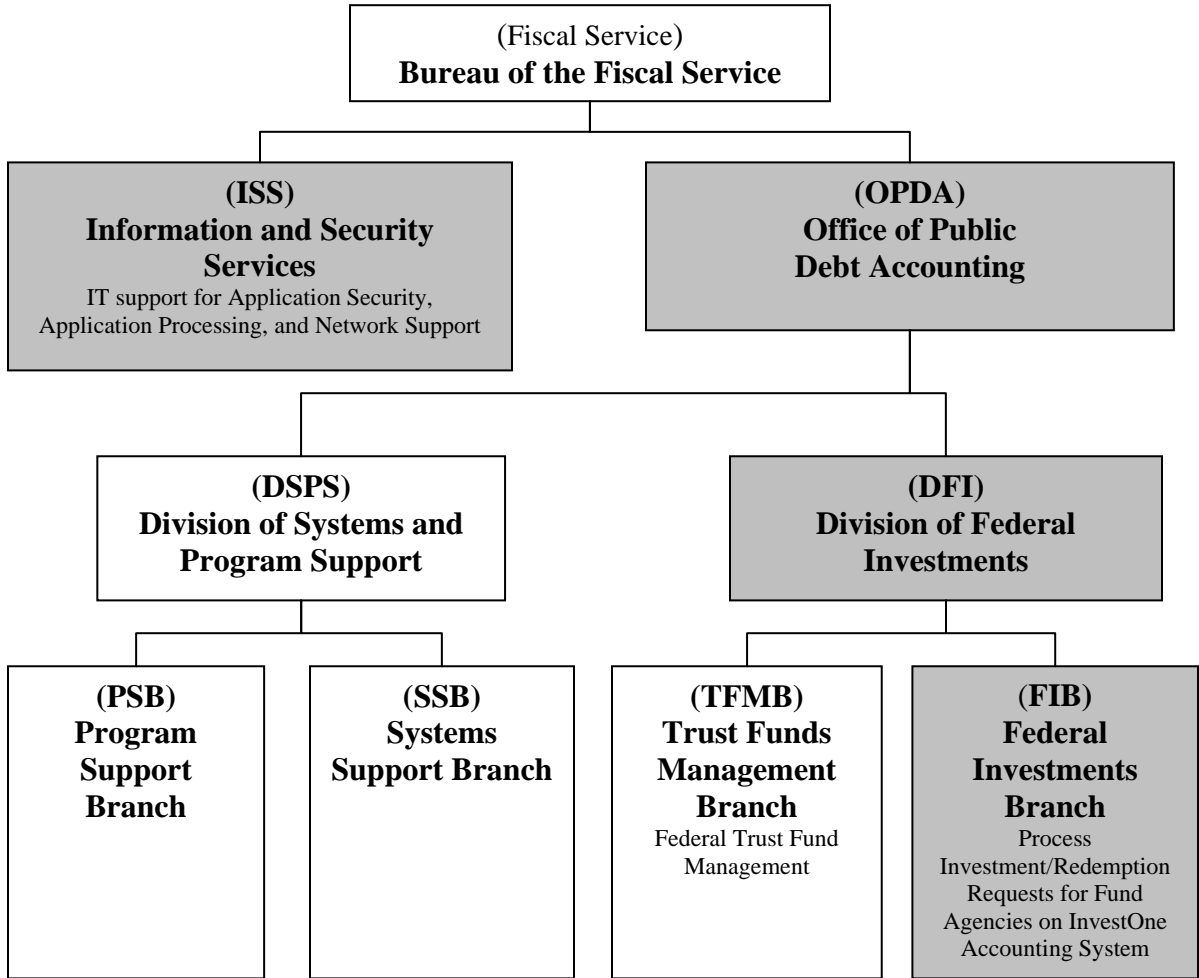 (Fiscal Service)
Bureau of the Fiscal Service
(ISS)
Information and Security
Services
IT support for Application Security,
Application Processing, and Network Support
(OPDA)
Office of Public
Debt Accounting
(DSPS)
Division of Systems and
Program Support
(DFI)
Division of Federal
Investments
(PSB)
Program
Support
Branch
(SSB)
Systems
Support Branch
(TFMB)
Trust Funds
Management
Branch
Federal Trust Fund
Management
(FIB)
Federal
Investments
Branch
Process
Investment/Redemption
Requests for Fund
Agencies on InvestOne
Accounting System